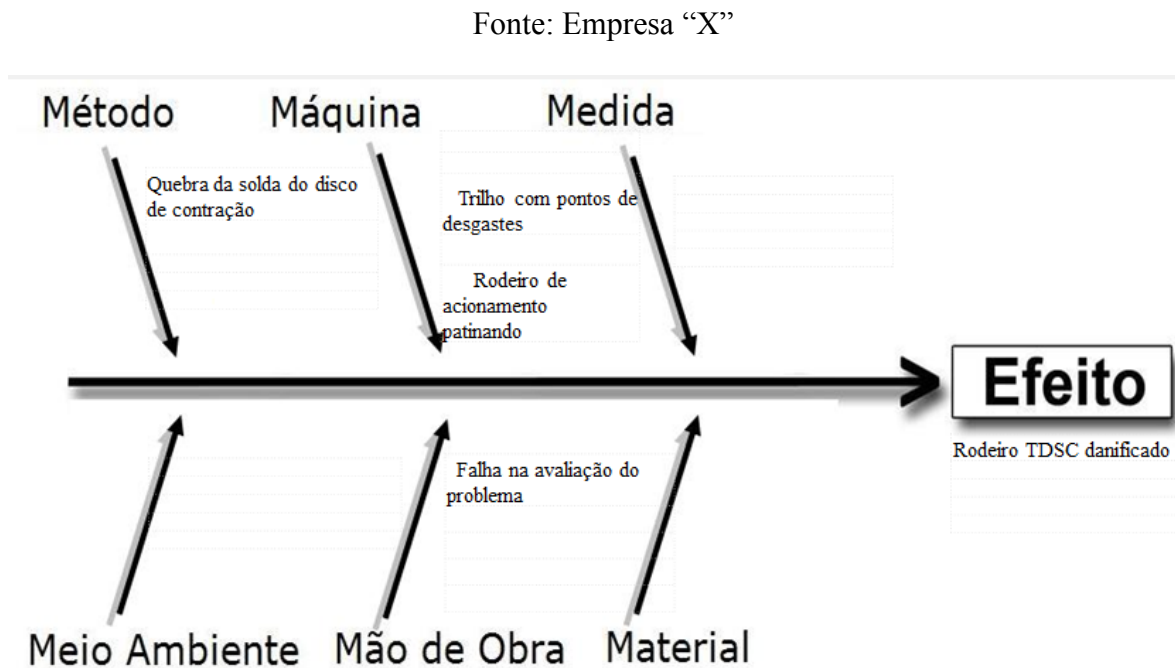 Fonte: Empresa “X”
Método
Máquina
Medida
Quebra da solda do disco
de contração
Trilho com pontos de
desgastes
Rodeiro de
acionamento
patinando
Efeito
Rodeiro TDSC danificado
Falha na avaliação do
problema
Meio Ambiente
Mão de Obra
Material